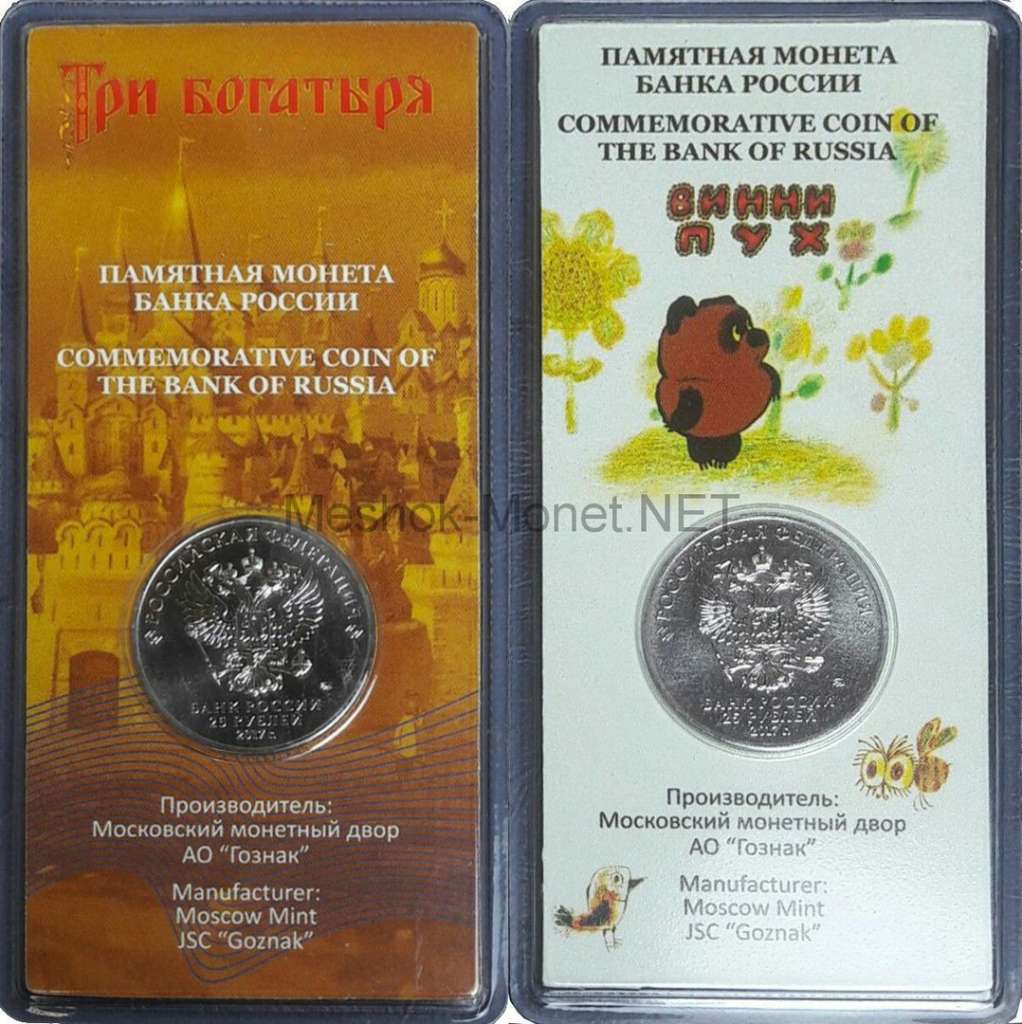 Три богатыря
ПАМЯТНАЯ МОНЕТА
БАНКА РОССИИ
COMMEMORATIVE COIN OF
THE BANK OF RUSSIA
РОССИЙСКАЯ ФЕДЕРАЦИЯ
БАНК РОССИИ
25 РУБЛЕЙ
2017 г.
Производитель:
Московский монетный двор
АО "Гознак"
Manufacturer:
Moscow Mint
JSC "Goznak"
ПАМЯТНАЯ МОНЕТА
БАНКА РОССИИ
COMMEMORATIVE COIN OF
THE BANK OF RUSSIA
ВИННИ
ПУХ
РОССИЙСКАЯ ФЕДЕРАЦИЯ
БАНК РОССИИ
25 РУБЛЕЙ
2017 г.
Производитель:
Московский монетный двор
АО "Гознак"
Manufacturer:
Moscow Mint
JSC "Goznak"
Meshok-Monet.NET